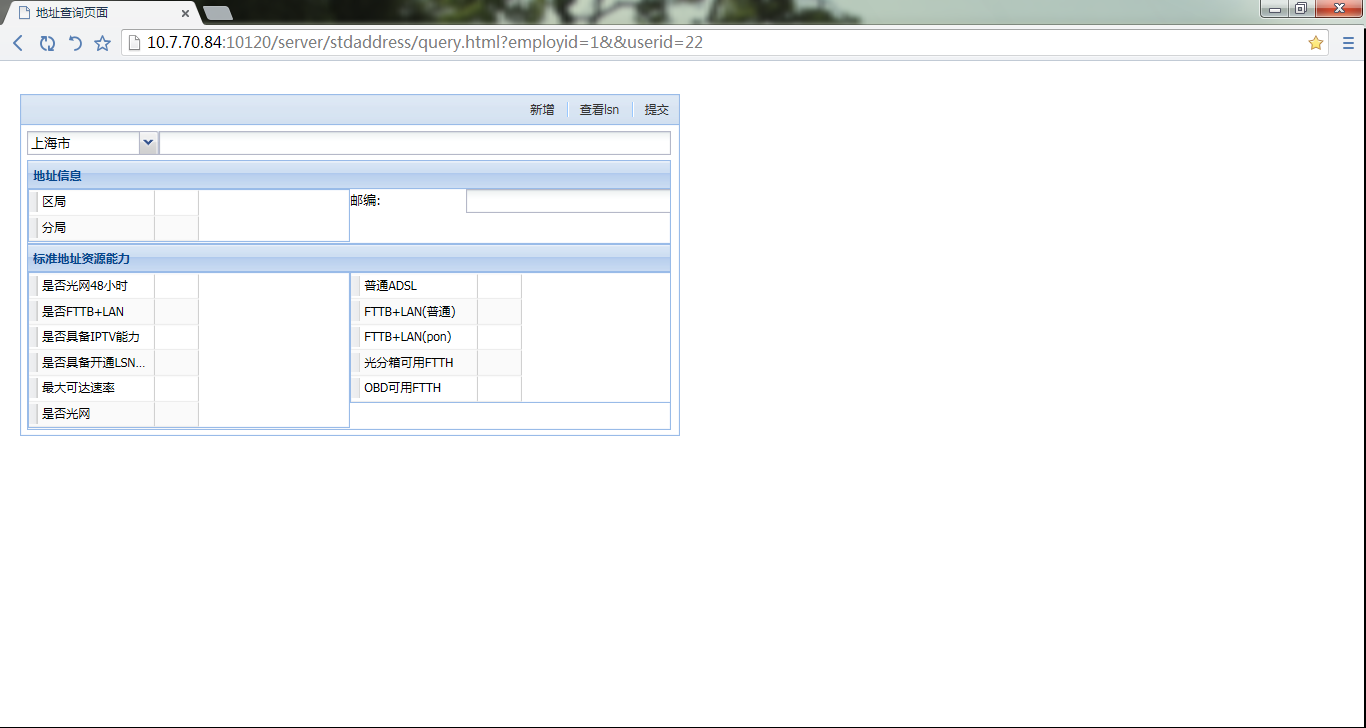 地址查询页面
10.7.70.84:10120/server/stdaddress/query.html?employid=1&&userid=22
新增 查看lsn 提交
上海市
地址信息
区局 邮编:
分局
标准地址资源能力
是否光网48小时 普通ADSL
是否FTTB+LAN FTTB+LAN(普通)
是否具备IPTV能力 FTTB+LAN(pon)
是否具备开通LSN... 光分箱可用FTTH
最大可达速率 OBD可用FTTH
是否光网